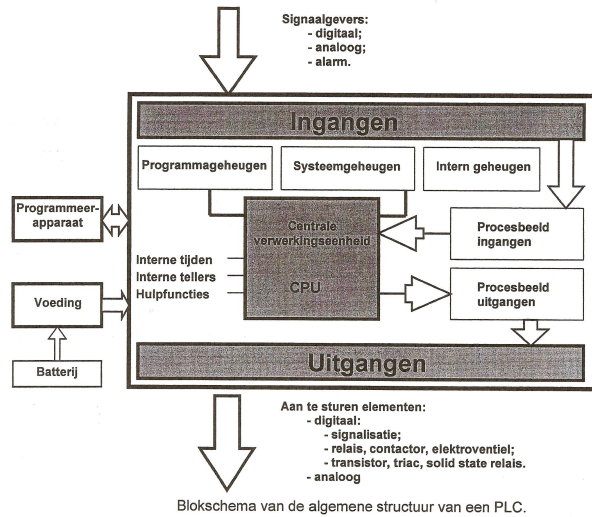 Signaalgevers:
- digitaal;
- analoog;
- alarm.
Ingangen
Programmageheugen
Systeemgeheugen
Intern geheugen
Programmeer-
apparaat
Centrale
verwerkingseenheid
Procesbeeld
ingangen
Interne tijden
Interne tellers
Hulpfuncties
CPU
Procesbeeld
uitgangen
Voeding
Batterij
Uitgangen
Aan te sturen elementen:
- digitaal:
- signalisatie;
- relais, contactor, elektroventiel;
- transistor, triac, solid state relais.
- analoog
Blokschema van de algemene structuur van een PLC.